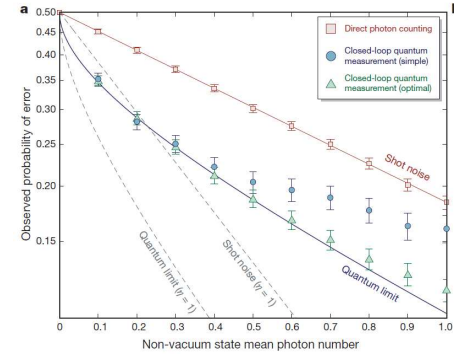 a
b
0.50
0.45
0.40
0.35
0.30
0.25
0.20
0.15
Observed probability of error
Direct photon counting
Closed-loop quantum
measurement (simple)
Closed-loop quantum
measurement (optimal)
Shot noise
Quantum limit
Shot noise (η = 1)
Quantum limit (η = 1)
0 0.1 0.2 0.3 0.4 0.5 0.6 0.7 0.8 0.9 1.0
Non-vacuum state mean photon number